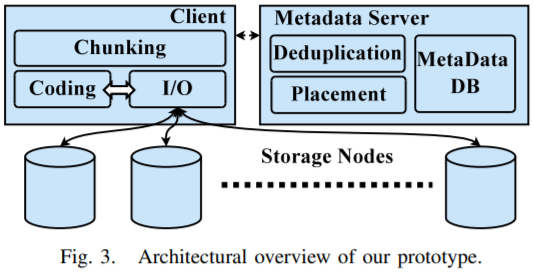 Client
Chunking
Coding
I/O
Metadata Server
Deduplication
Placement
MetaData
DB
Storage Nodes
Fig. 3. Architectural overview of our prototype.